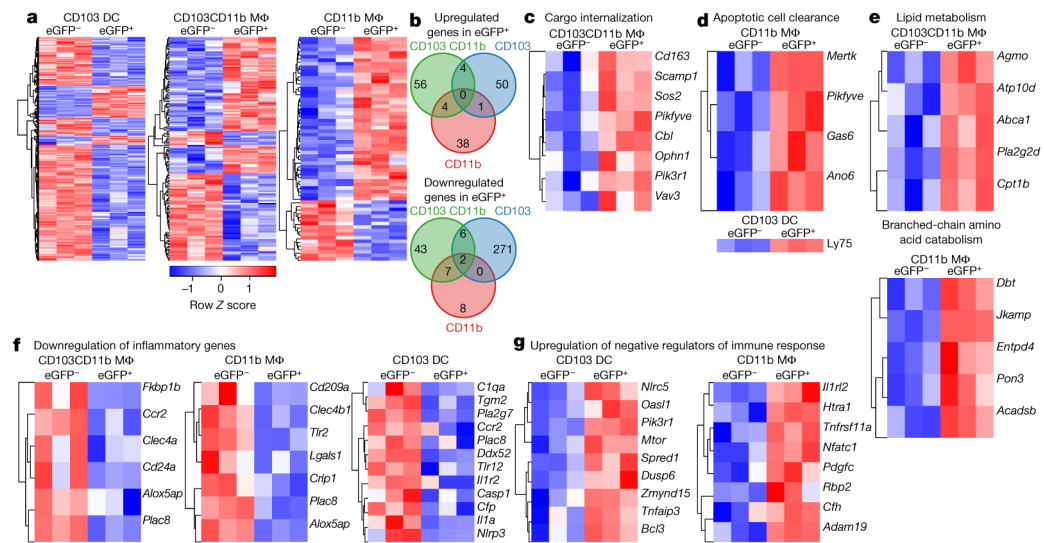 a
CD103 DC
eGFP− eGFP+
CD103CD11b MΦ
eGFP− eGFP+
CD11b MΦ
eGFP− eGFP+
−1 0 1
Row Z score
b
Upregulated
genes in eGFP+
CD103 CD11b
CD103
4
56
0
50
4
1
38
CD11b
Downregulated
genes in eGFP+
CD103 CD11b
CD103
6
43
271
2
7
0
8
CD11b
c
Cargo internalization
CD103CD11b MΦ
eGFP− eGFP+
Cd163
Scamp1
Sos2
Pikfyve
Cbl
Ophn1
Pik3r1
Vav3
d
Apoptotic cell clearance
CD11b MΦ
eGFP− eGFP+
Mertk
Pikfyve
Gas6
Ano6
CD103 DC
eGFP− eGFP+
Ly75
e
Lipid metabolism
CD103CD11b MΦ
eGFP− eGFP+
Agmo
Atp10d
Abca1
Pla2g2d
Cpt1b
Branched-chain amino
acid catabolism
CD11b MΦ
eGFP− eGFP+
Dbt
Jkamp
Entpd4
Pon3
Acadsb
f
Downregulation of inflammatory genes
CD103CD11b MΦ
eGFP− eGFP+
Fkbp1b
Ccr2
Clec4a
Cd24a
Alox5ap
Plac8
CD11b MΦ
eGFP− eGFP+
Cd209a
Clec4b1
Tlr2
Lgals1
Crip1
Plac8
Alox5ap
CD103 DC
eGFP− eGFP+
C1qa
Tgm2
Pla2g7
Ccr2
Plac8
Ddx52
Tlr12
Il1r2
Casp1
Cfp
Il1a
Nlrp3
g
Upregulation of negative regulators of immune response
CD103 DC
eGFP− eGFP+
Nlrc5
Oasl1
Pik3r1
Mtor
Spred1
Dusp6
Zmynd15
Tnfaip3
Bcl3
CD11b MΦ
eGFP− eGFP+
Il1rl2
Htra1
Tnfrsf11a
Nfatc1
Pdgfc
Rbp2
Cfh
Adam19